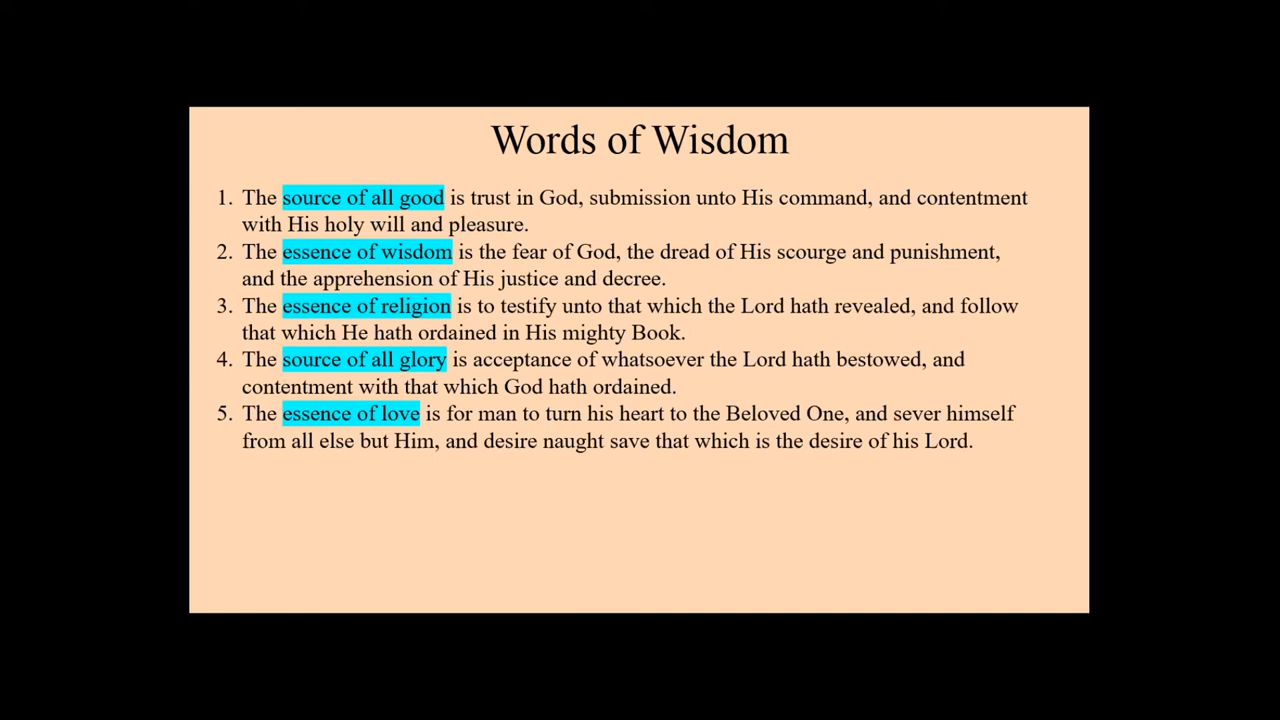 Words of Wisdom
1. The source of all good is trust in God, submission unto His command, and contentment
with His holy will and pleasure.
2. The essence of wisdom is the fear of God, the dread of His scourge and punishment,
and the apprehension of His justice and decree.
3. The essence of religion is to testify unto that which the Lord hath revealed, and follow
that which He hath ordained in His mighty Book.
4. The source of all glory is acceptance of whatsoever the Lord hath bestowed, and
contentment with that which God hath ordained.
5. The essence of love is for man to turn his heart to the Beloved One, and sever himself
from all else but Him, and desire naught save that which is the desire of his Lord.